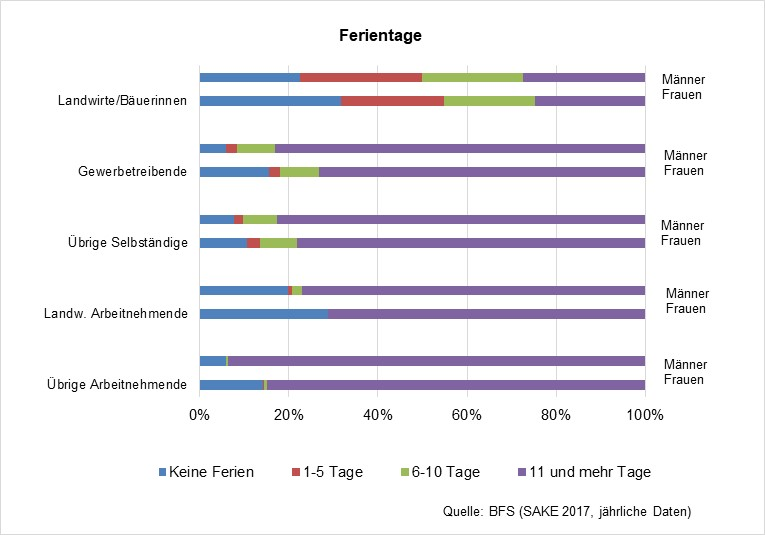 Ferientage
Männer
Frauen
Landwirte/Bäuerinnen
Männer
Frauen
Gewerbetreibende
Männer
Frauen
Übrige Selbständige
Männer
Frauen
Landw. Arbeitnehmende
Männer
Frauen
Übrige Arbeitnehmende
0% 20% 40% 60% 80% 100%
Keine Ferien 1-5 Tage 6-10 Tage 11 und mehr Tage
Quelle: BFS (SAKE 2017, jährliche Daten)